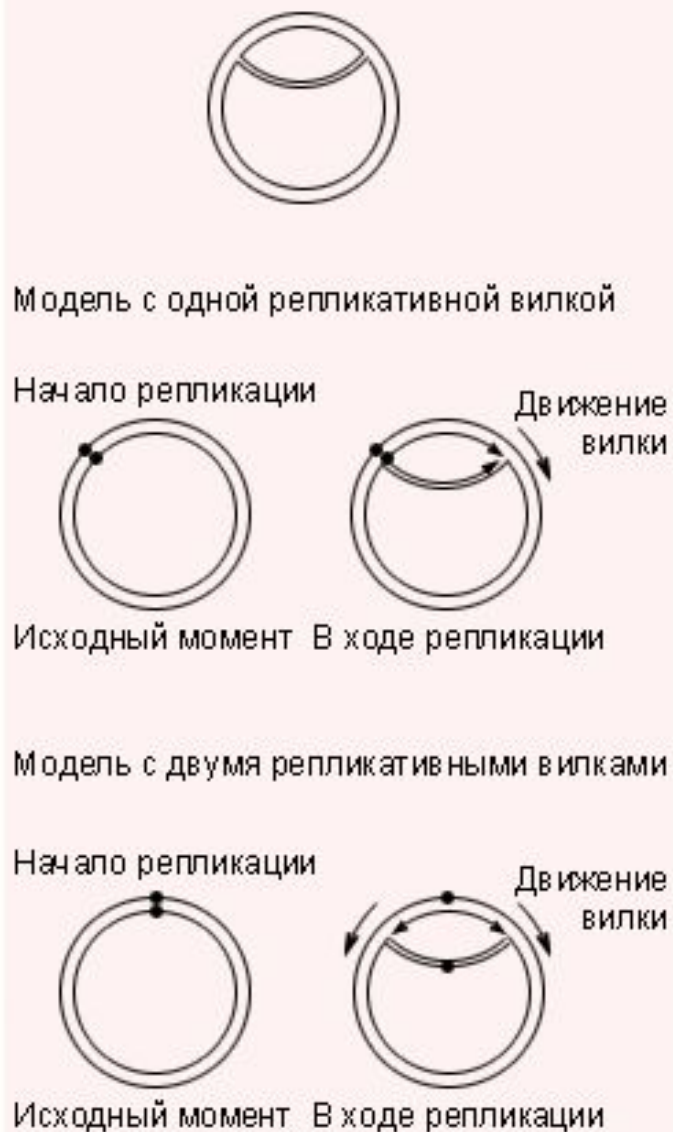 Модель с одной репликативной вилкой
Начало репликации
Движение
вилки
Исходный момент В ходе репликации
Модель с двумя репликативными вилками
Начало репликации
Движение
вилки
Исходный момент В ходе репликации